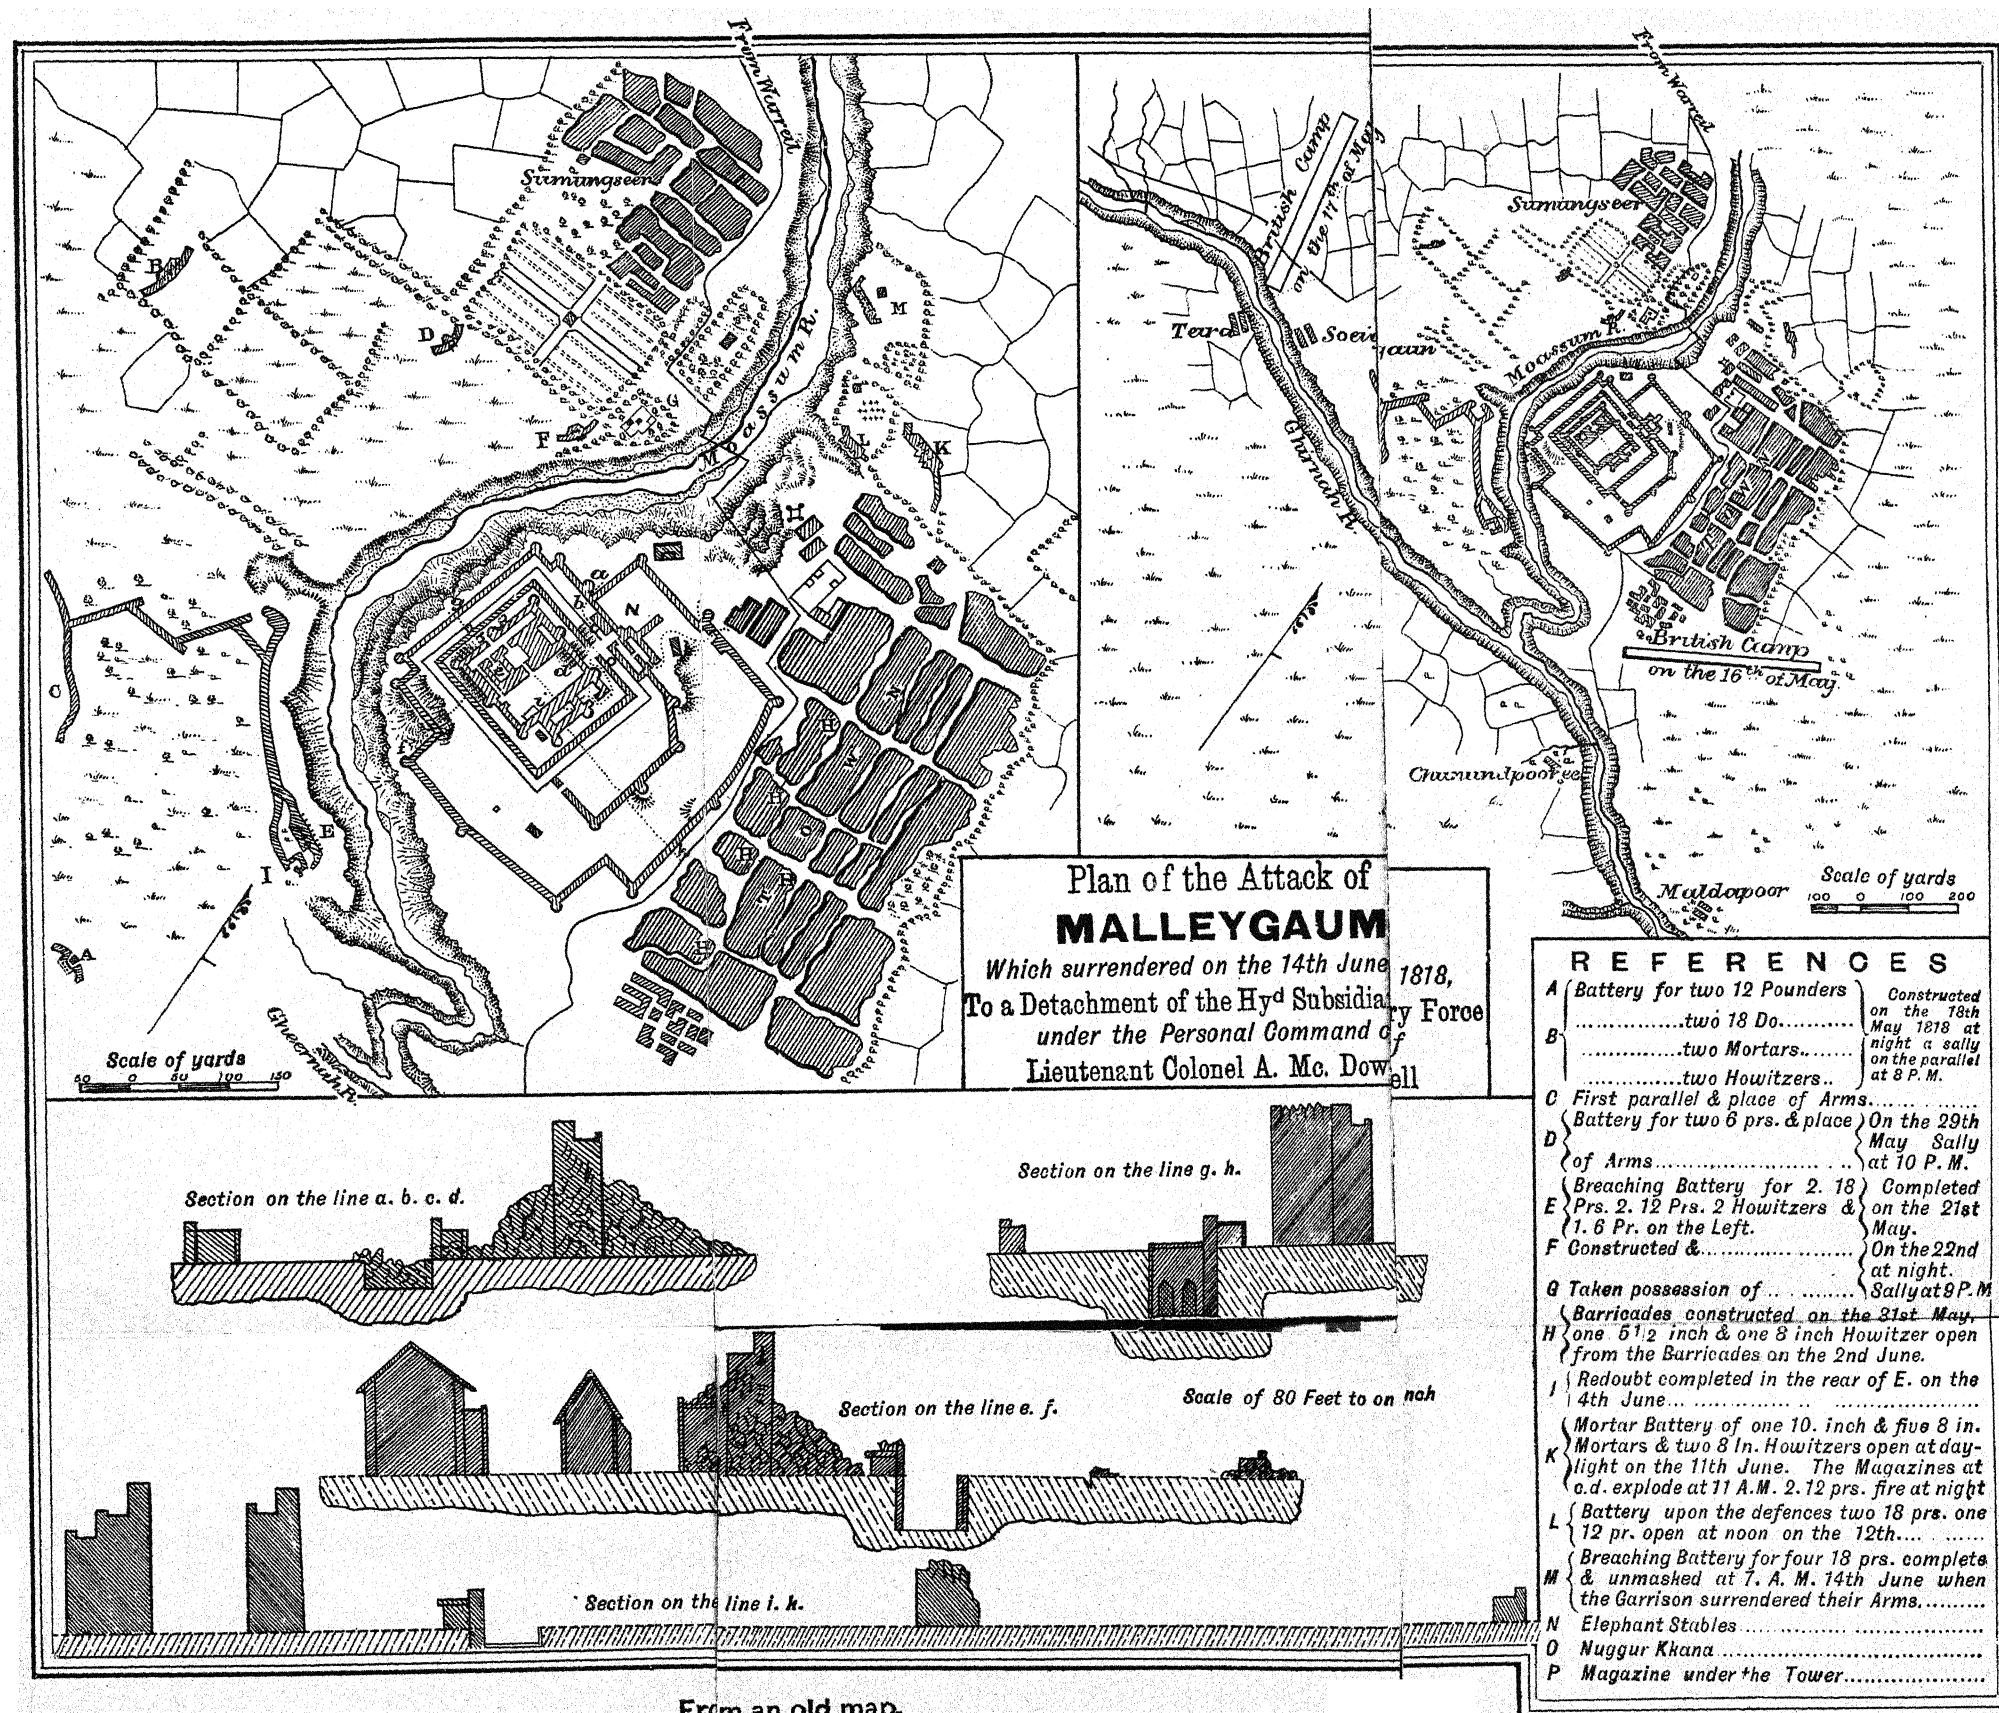 From Warrea
Sumungseer
B
D
M
G
F
Moassum R.
L
K
H
a
b
N
g
d
C
E
I
A
N
H
W
H
O
H
H
T
H
Gheernah R.
Scale of yards
50 0 50 100 150
From Warrea
British Camp
on the 17th of May
Sumungseer
Teara
Soei
gaun
Moassum R.
Ghirnah R.
W
British Camp
on the 16th of May
Chumundpooree
Maldapoor
Scale of yards
100 0 100 200
Plan of the Attack of
MALLEYGAUM
Which surrendered on the 14th June 1818,
To a Detachment of the Hyd Subsidiary Force
under the Personal Command of
Lieutenant Colonel A. Mc. Dowell
Section on the line a. b. c. d.
Section on the line g. h.
Section on the line e. f.
Scale of 80 Feet to on nch
Section on the line i. k.
REFERENCES
A Battery for two 12 Pounders
B ...............two 18 Do...........
..............two Mortars........
..............two Howitzers..
Constructed
on the 18th
May 1818 at
night a sally
on the parallel
at 8 P.M.
C First parallel & place of Arms...........
D Battery for two 6 prs. & place
of Arms..........................
On the 29th
May Sally
at 10 P.M.
E Breaching Battery for 2. 18
Prs. 2. 12 Prs. 2 Howitzers &
1. 6 Pr. on the Left.
Completed
on the 21st
May.
F Constructed &....................
G Taken possession of .............
On the 22nd
at night.
Sally at 9 P.M
H Barricades constructed on the 31st May,
one 5 1/2 inch & one 8 inch Howitzer open
from the Barricades on the 2nd June.
I Redoubt completed in the rear of E. on the
4th June.....................................
K Mortar Battery of one 10. inch & five 8 in.
Mortars & two 8 In. Howitzers open at day-
light on the 11th June. The Magazines at
c.d. explode at 11 A.M. 2.12 prs. fire at night
L Battery upon the defences two 18 prs. one
12 pr. open at noon on the 12th............
M Breaching Battery for four 18 prs. complete
& unmasked at 7. A. M. 14th June when
the Garrison surrendered their Arms.........
N Elephant Stables..............................
O Nuggur Kkana................................
P Magazine under the Tower..................
From an old map.